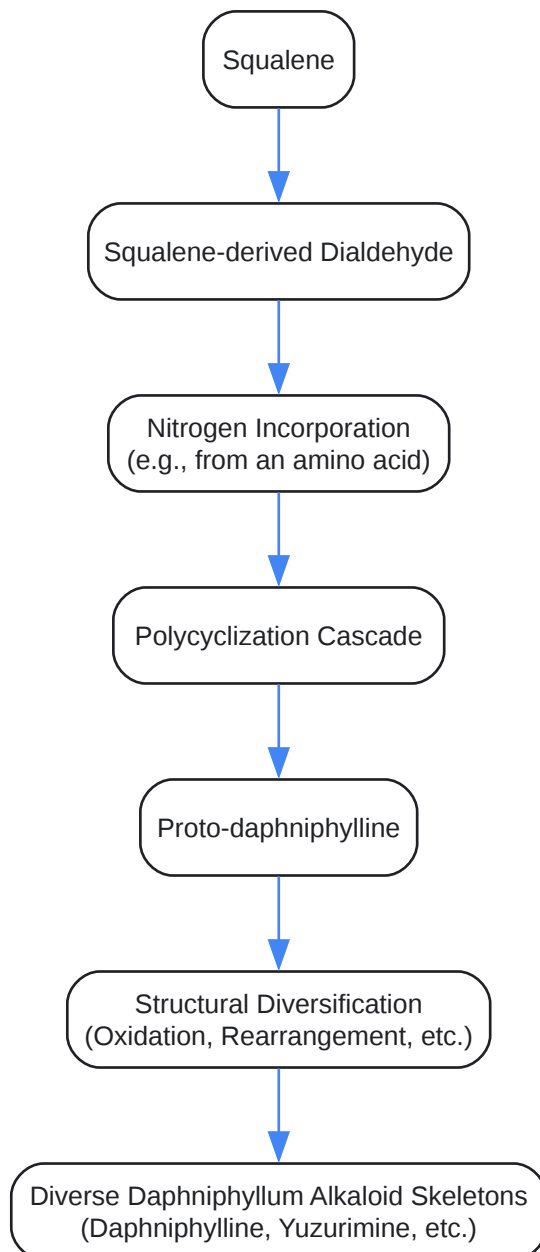 Squalene
Squalene-derived Dialdehyde
Nitrogen Incorporation
(e.g., from an amino acid)
Polycyclization Cascade
Proto-daphniphylline
Structural Diversification
(Oxidation, Rearrangement, etc.)
Diverse Daphniphyllum Alkaloid Skeletons
(Daphniphylline, Yuzurimine, etc.)